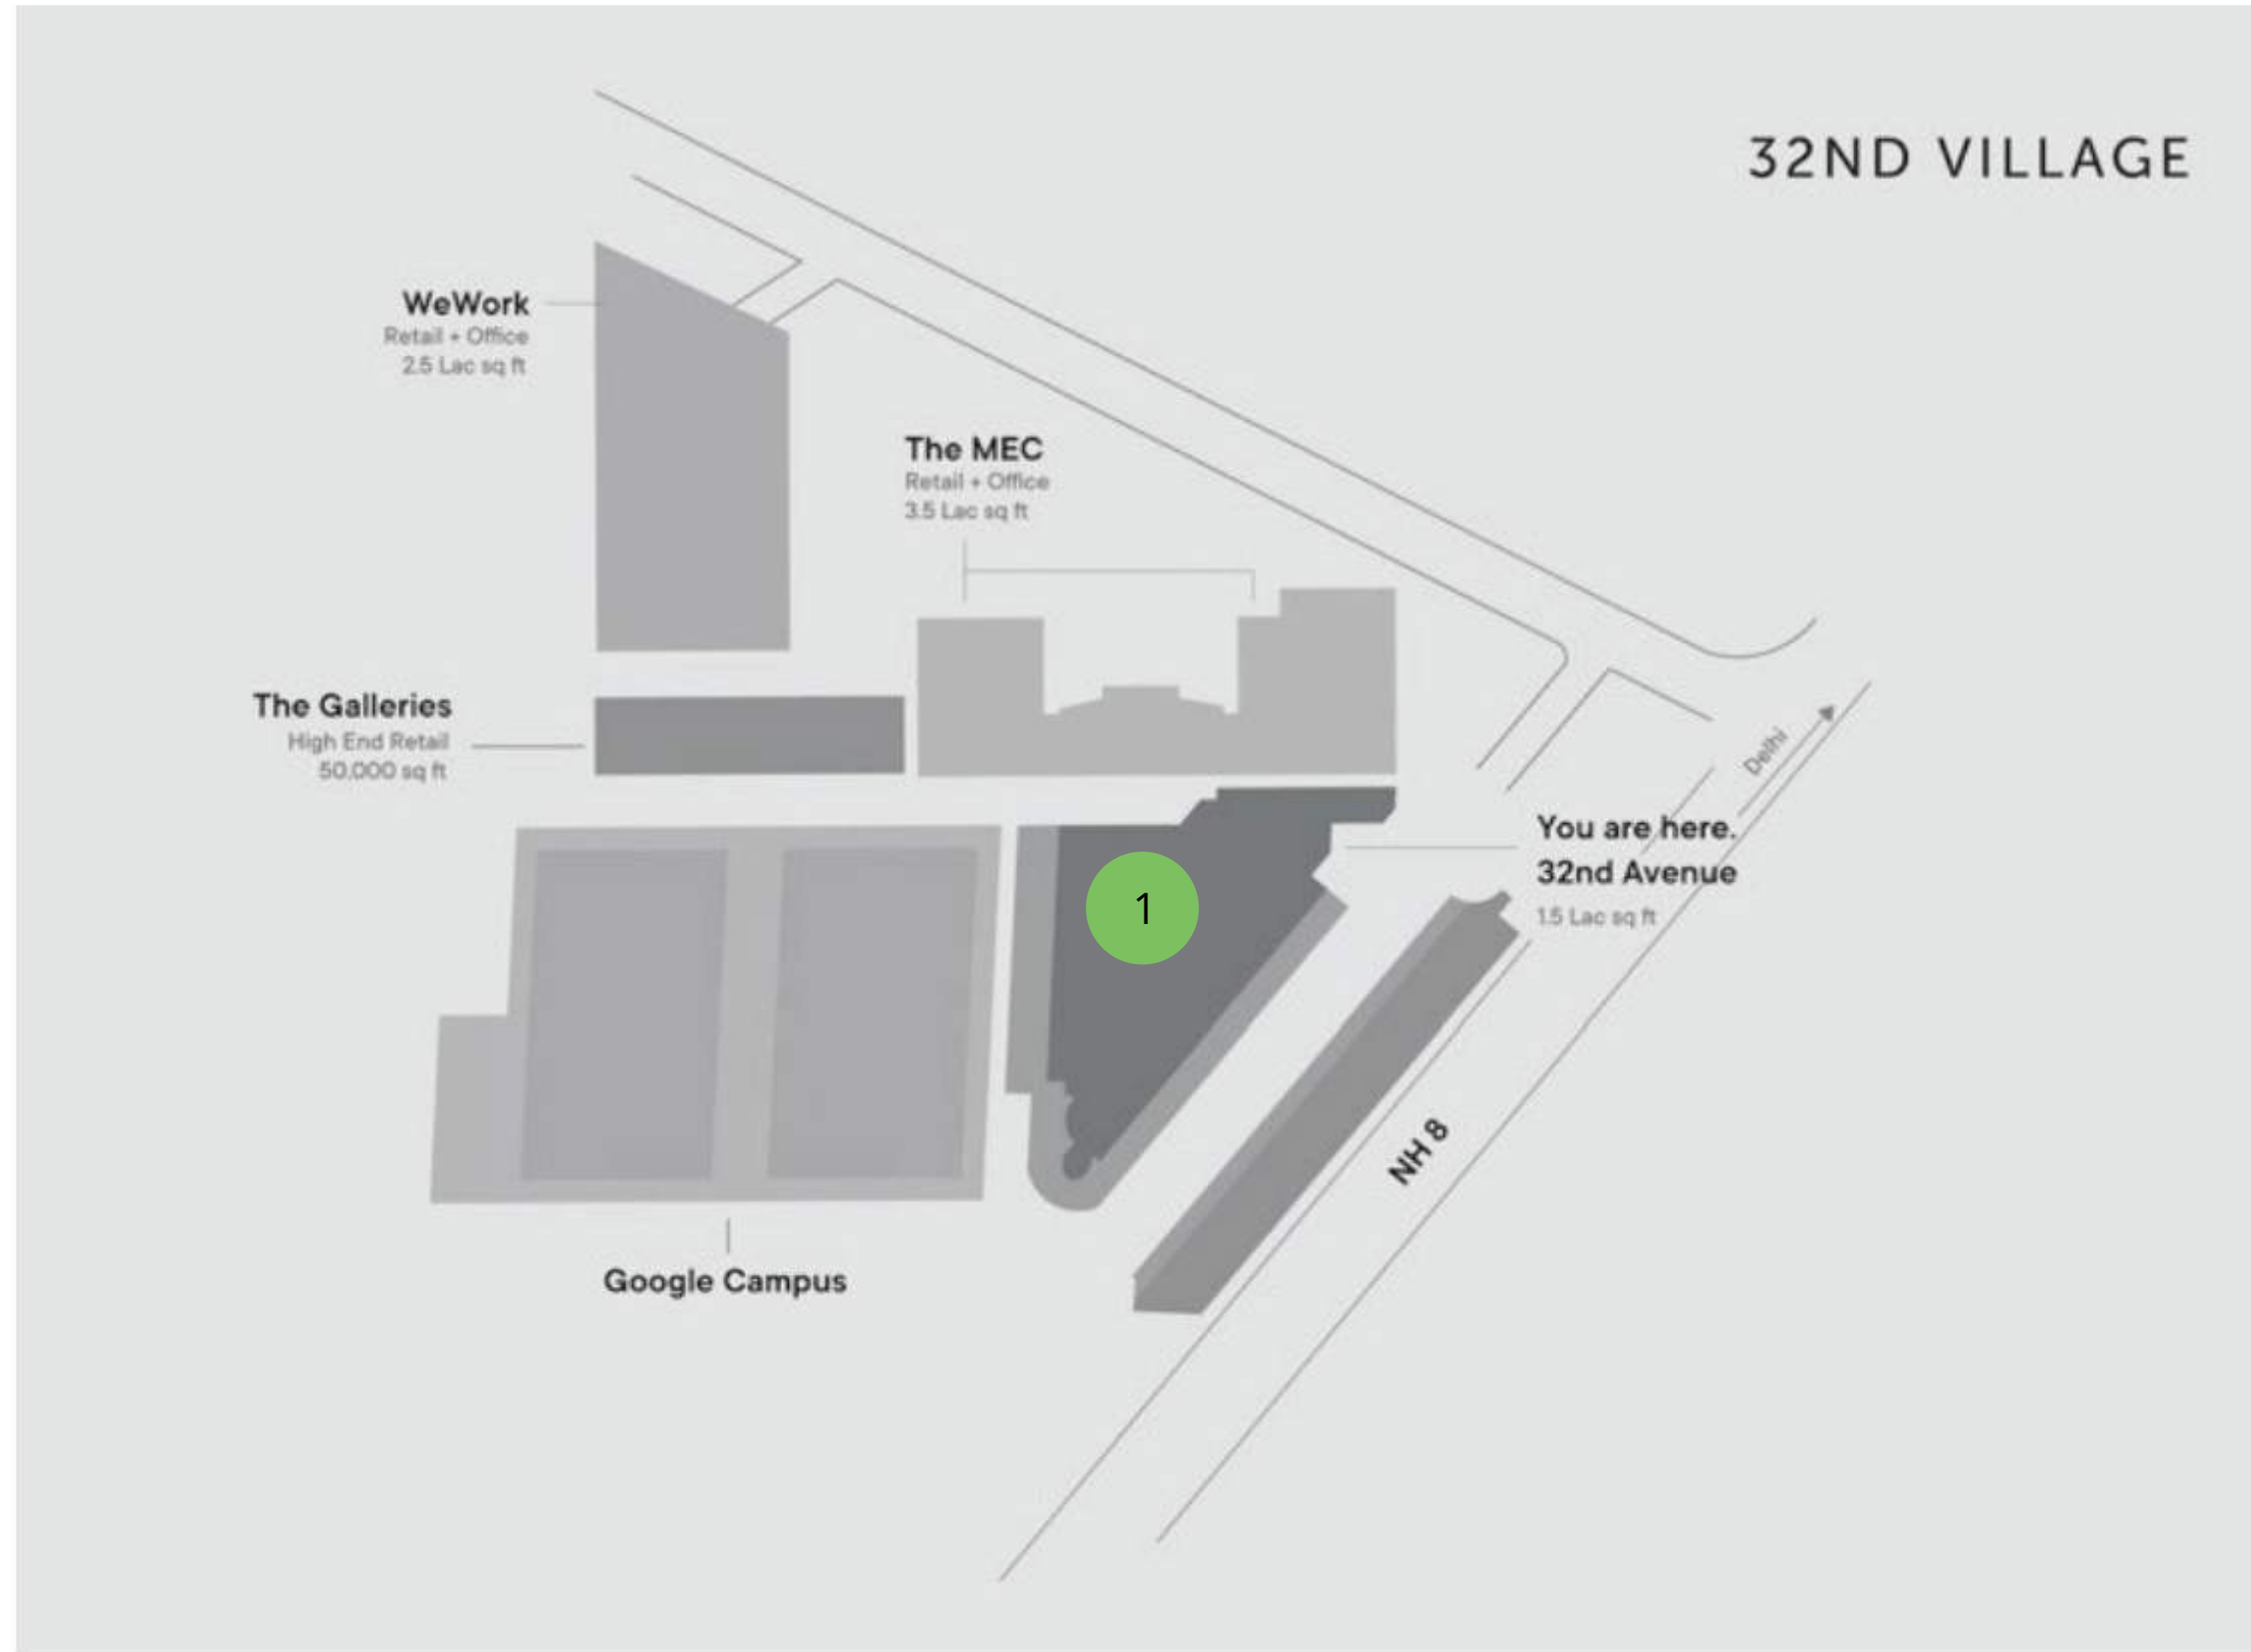 32ND VILLAGE
WeWork
Retail + Office
2.5 Lac sq ft
The MEC
Retail + Office
3.5 Lac sq ft
The Galleries
High End Retail
50,000 sq ft
Delhi
You are here.
32nd Avenue
1.5 Lac sq ft
1
NH 8
Google Campus